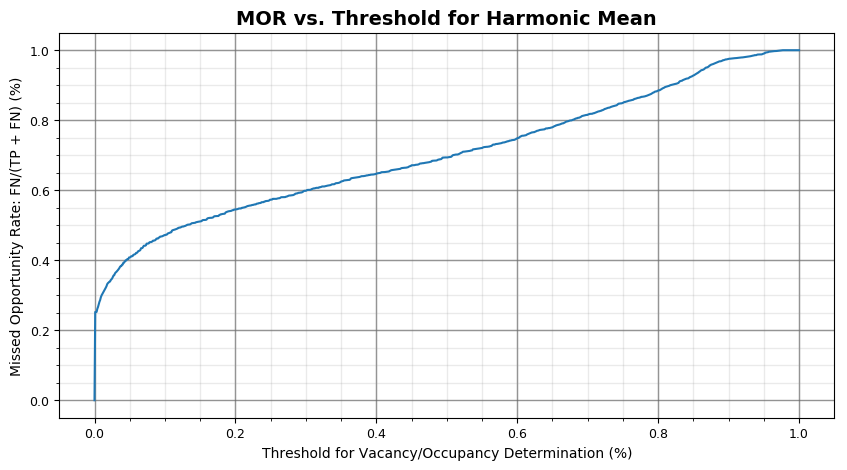 MOR vs. Threshold for Harmonic Mean
Missed Opportunity Rate: FN/(TP + FN) (%)
1.0
0.8
0.6
0.4
0.2
0.0
0.0 0.2 0.4 0.6 0.8 1.0
Threshold for Vacancy/Occupancy Determination (%)